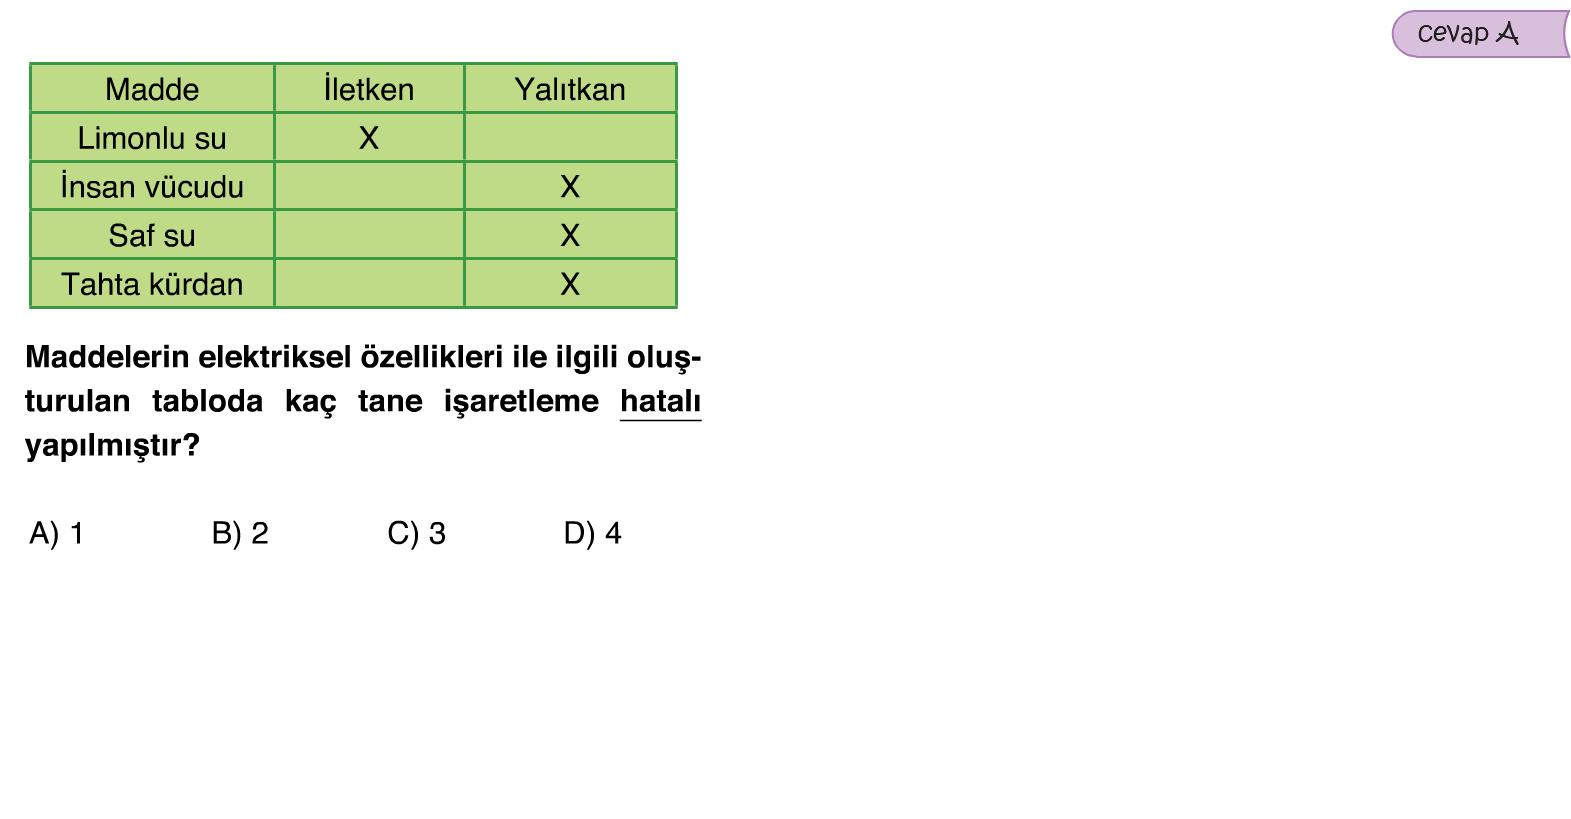 cevap A
Madde İletken Yalıtkan
Limonlu su X
İnsan vücudu X
Saf su X
Tahta kürdan X
Maddelerin elektriksel özellikleri ile ilgili oluş-
turulan tabloda kaç tane işaretleme hatalı
yapılmıştır?
A) 1 B) 2 C) 3 D) 4